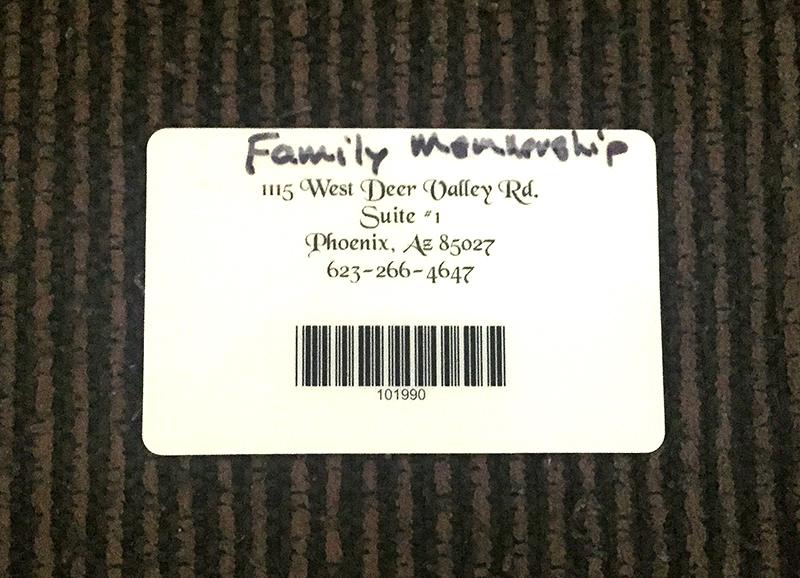 Family Membership
1115 West Deer Valley Rd.
Suite #1
Phoenix, Az 85027
623-266-4647
101990